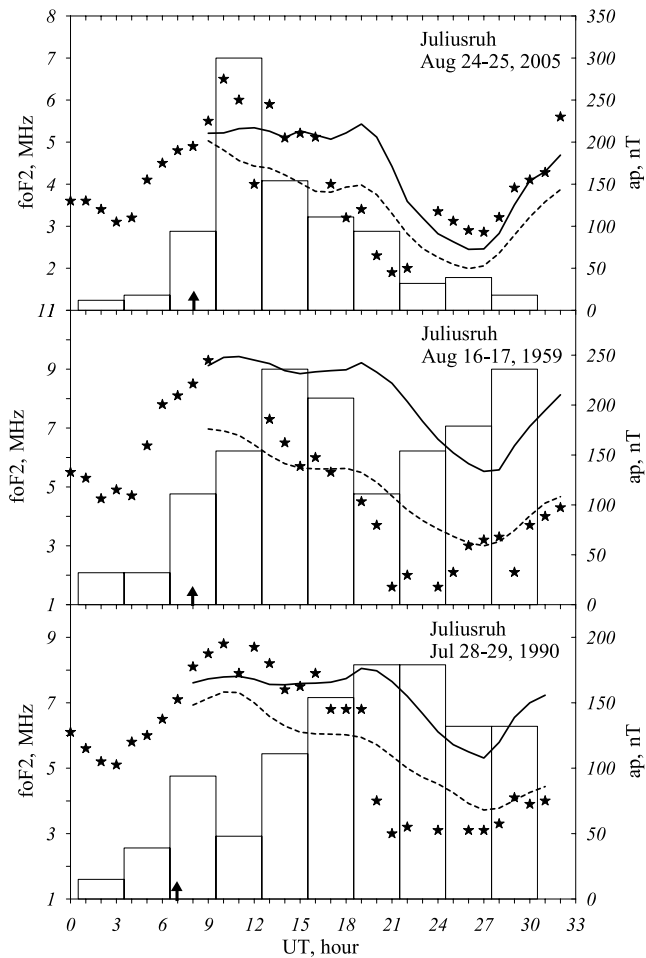 8
7
6
5
4
3
2
11
foF2, MHz
Juliusruh
Aug 24-25, 2005
350
300
250
200
150
100
50
0
ap, nT
9
7
5
3
1
foF2, MHz
Juliusruh
Aug 16-17, 1959
250
200
150
100
50
0
ap, nT
9
7
5
3
1
foF2, MHz
Juliusruh
Jul 28-29, 1990
200
150
100
50
0
ap, nT
0 3 6 9 12 15 18 21 24 27 30 33
UT, hour